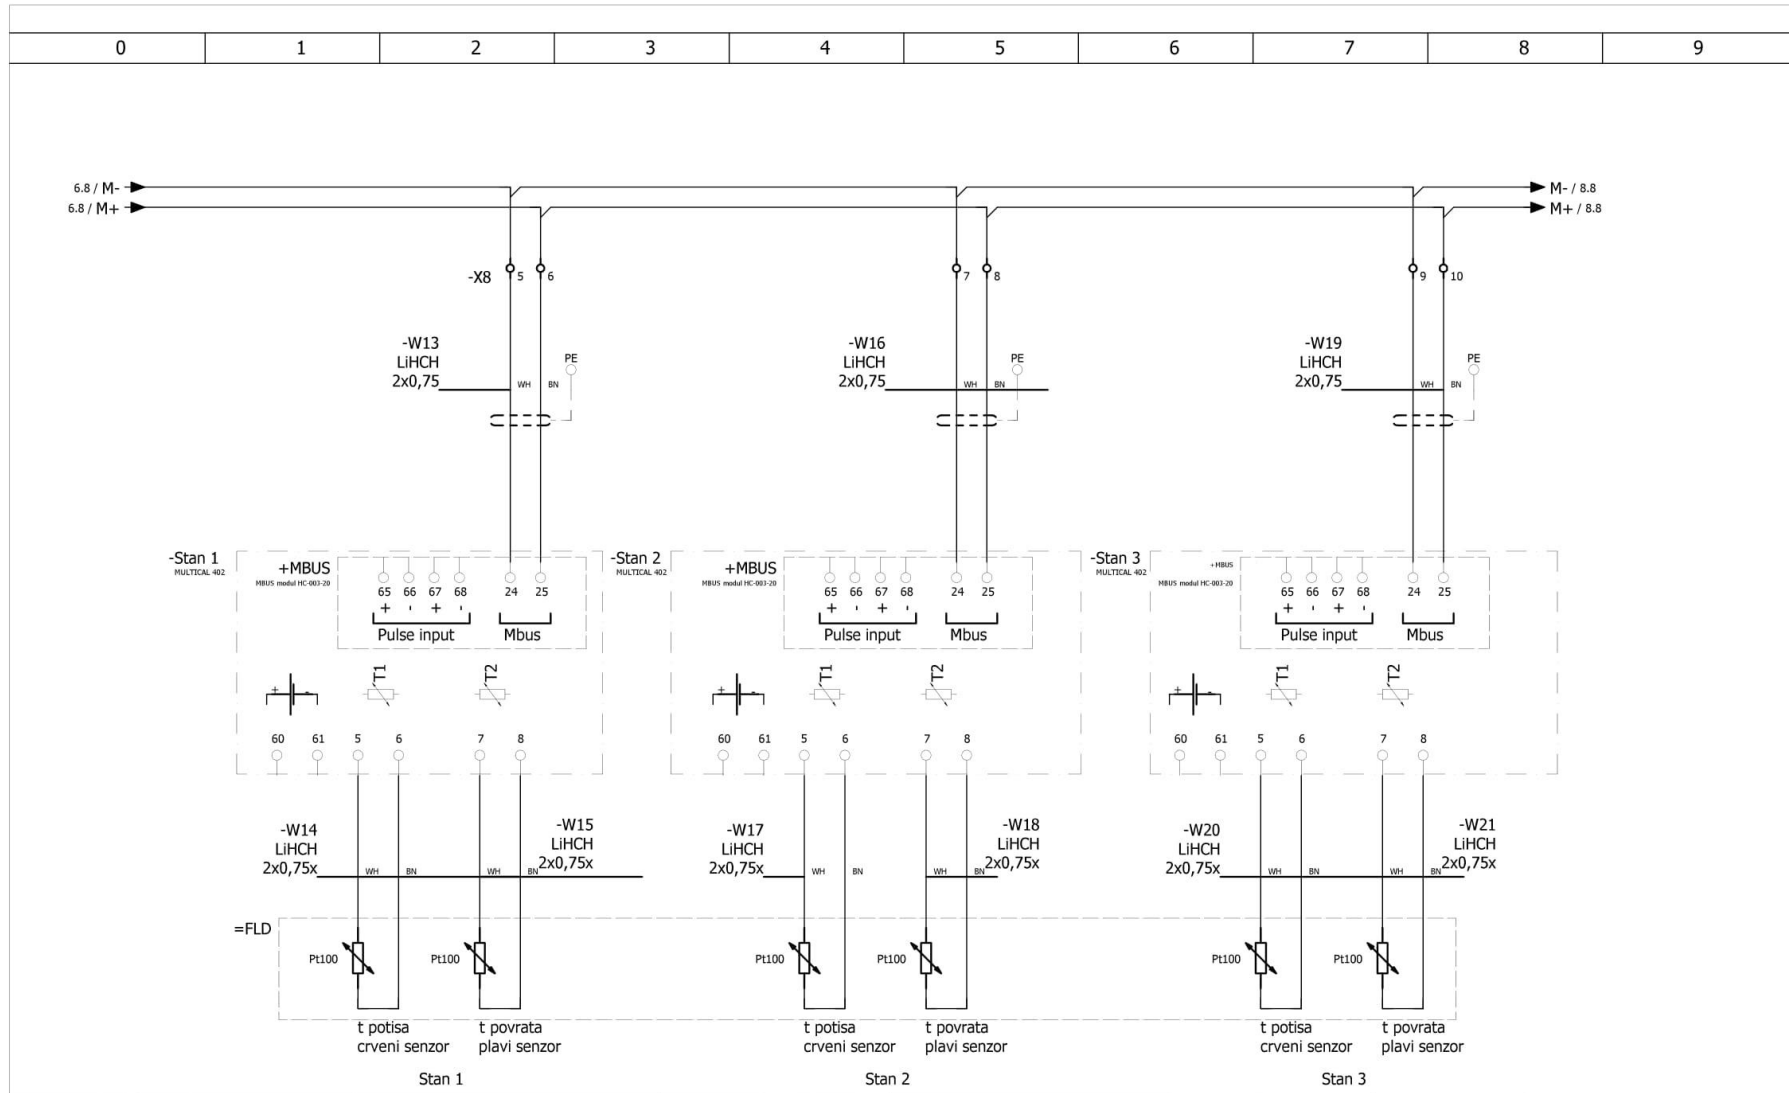 0 1 2 3 4 5 6 7 8 9
6.8 / M- M- / 8.8
6.8 / M+ M+ / 8.8
-X8 5 6 7 8 9 10
-W13
LiHCH
2x0,75
WH BN
PE
-W16
LiHCH
2x0,75
WH BN
PE
-W19
LiHCH
2x0,75
WH BN
PE
-Stan 1
MULTICAL 402
+MBUS
MBUS modul HC-003-20
65 66 67 68 24 25
+ - + -
Pulse input Mbus
T1 T2
+ -
60 61 5 6 7 8
-Stan 2
MULTICAL 402
+MBUS
MBUS modul HC-003-20
65 66 67 68 24 25
+ - + -
Pulse input Mbus
T1 T2
+ -
60 61 5 6 7 8
-Stan 3
MULTICAL 402
+MBUS
MBUS modul HC-003-20
65 66 67 68 24 25
+ - + -
Pulse input Mbus
T1 T2
+ -
60 61 5 6 7 8
-W14
LiHCH
2x0,75x
WH BN
-W15
LiHCH
2x0,75x
WH BN
-W17
LiHCH
2x0,75x
WH BN
-W18
LiHCH
2x0,75x
WH BN
-W20
LiHCH
2x0,75x
WH BN
-W21
LiHCH
2x0,75x
WH BN
=FLD
Pt100 Pt100 Pt100 Pt100 Pt100 Pt100
t potisa
crveni senzor
t povrata
plavi senzor
Stan 1
t potisa
crveni senzor
t povrata
plavi senzor
Stan 2
t potisa
crveni senzor
t povrata
plavi senzor
Stan 3